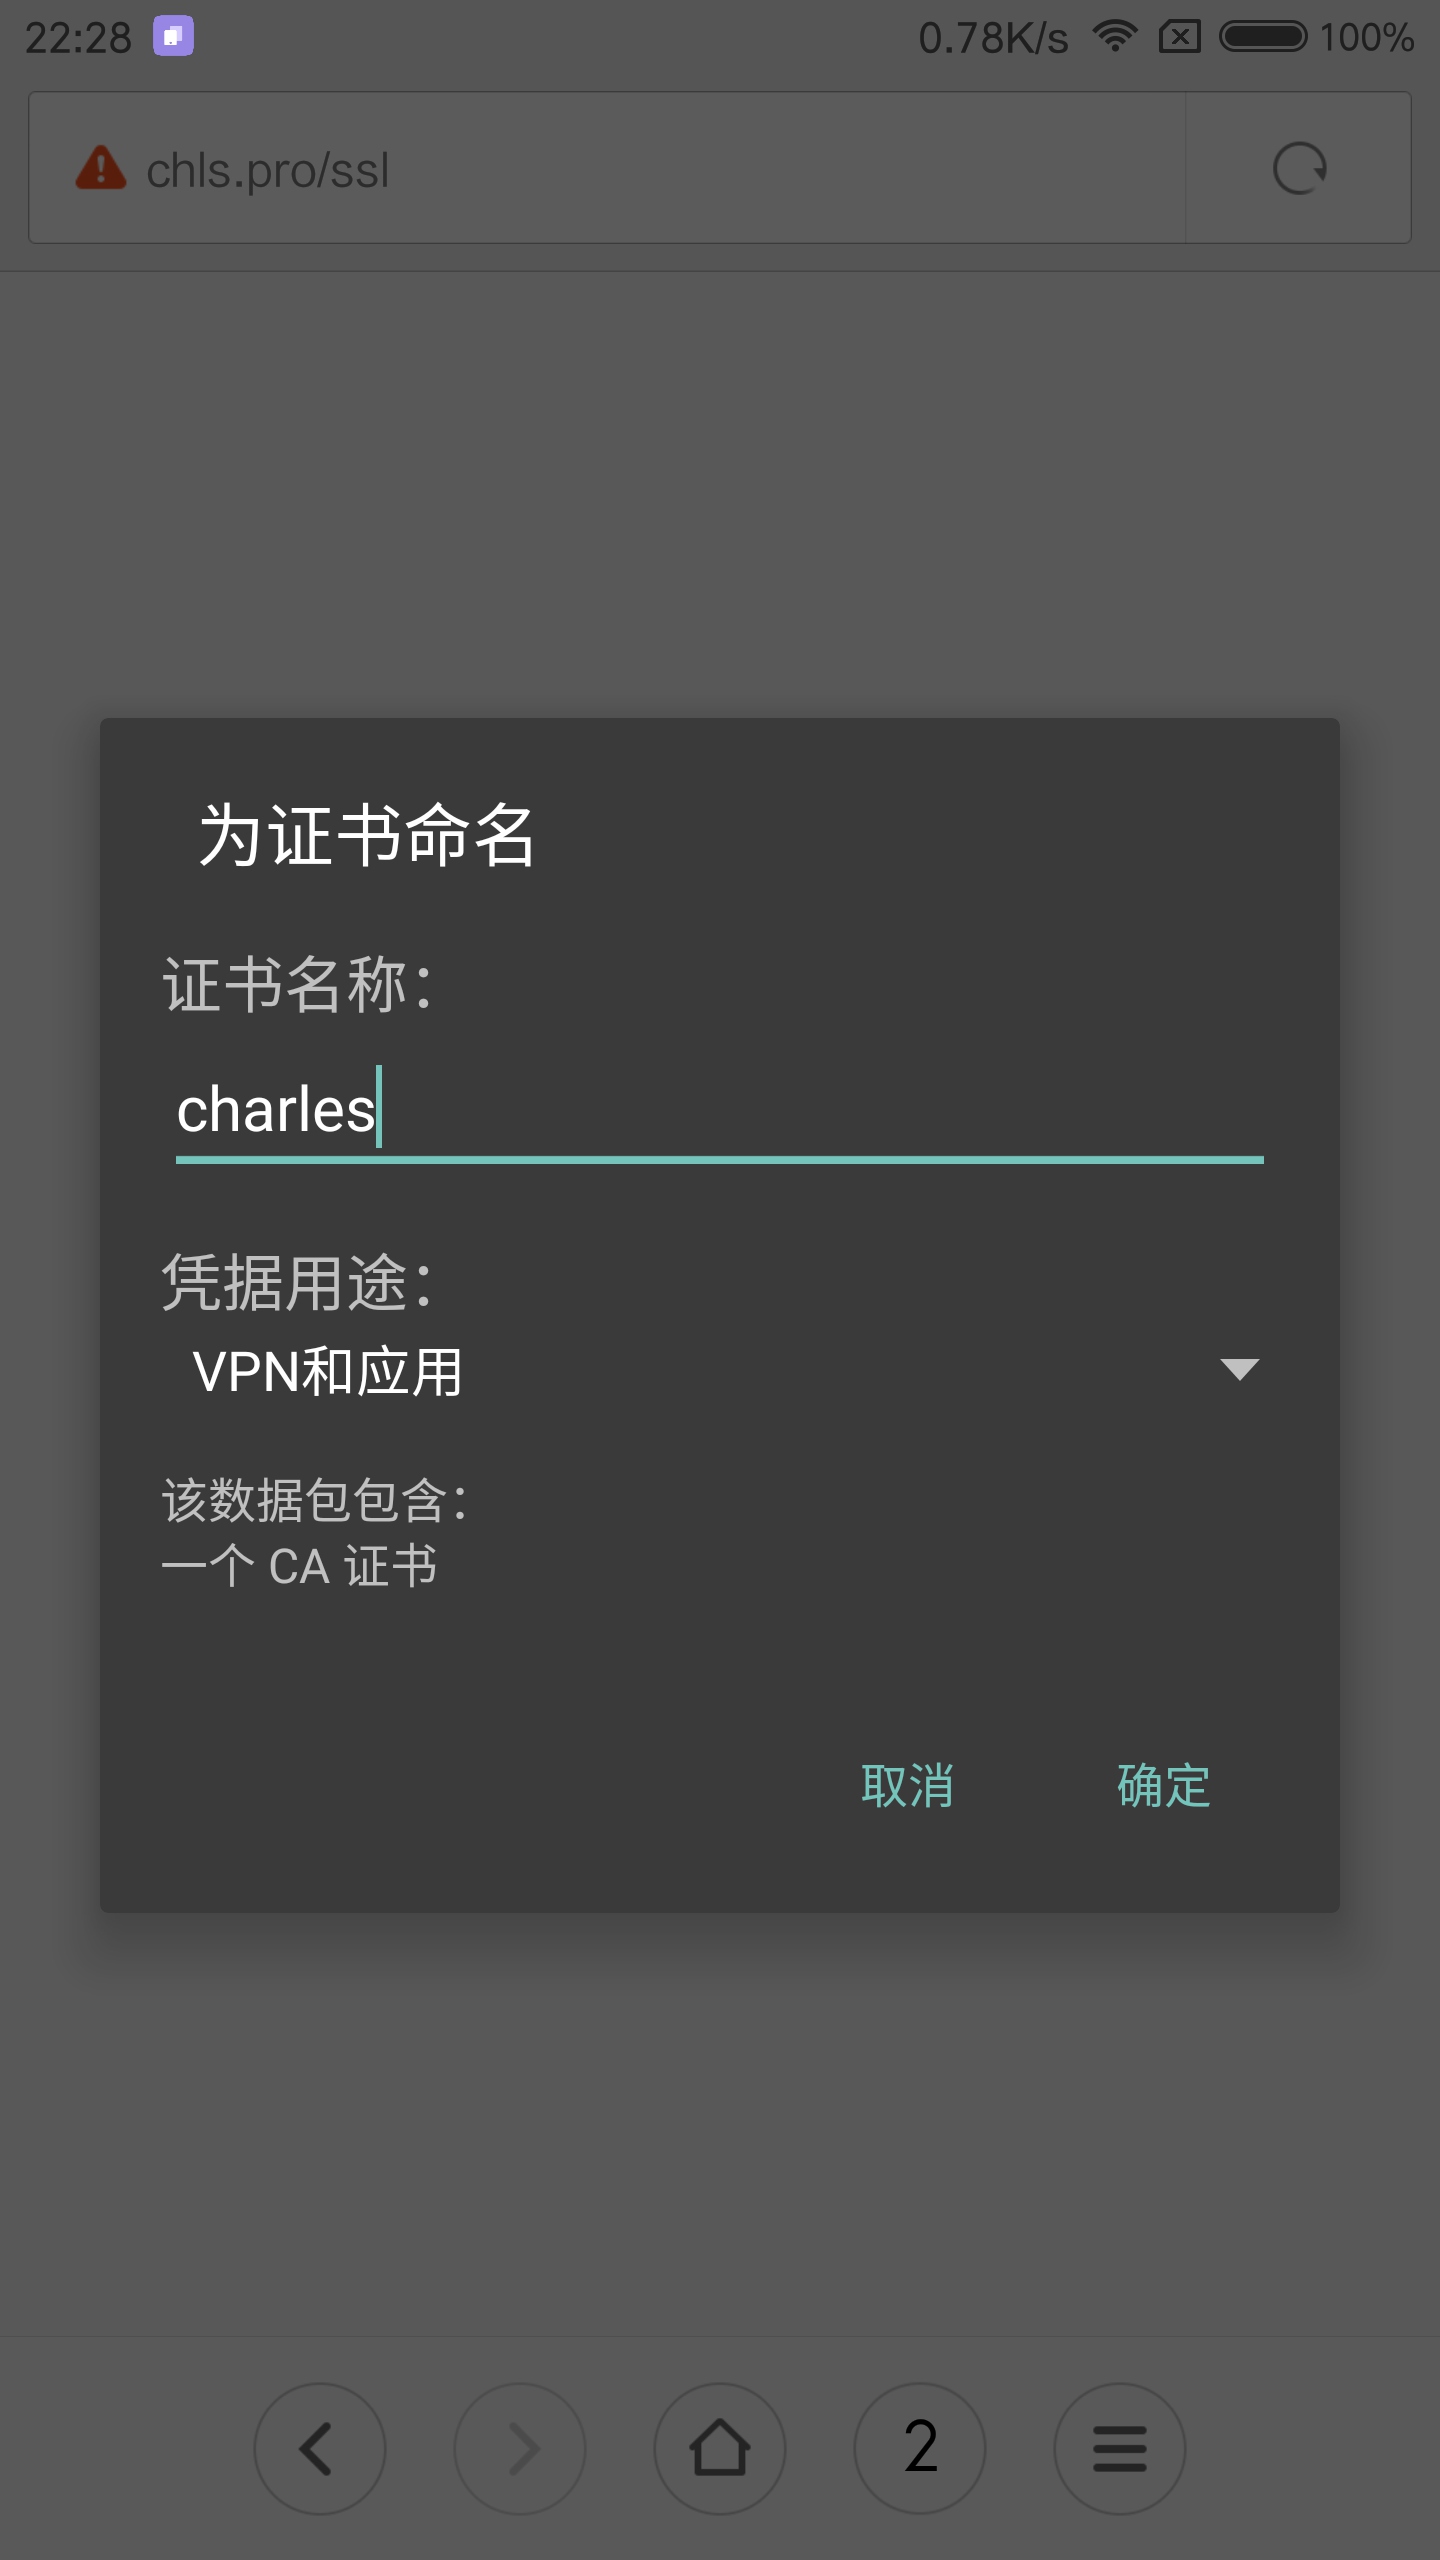 22:28 0.78K/s 100%
chls.pro/ssl
为证书命名
证书名称：
charles
凭据用途：
VPN和应用
该数据包包含：
一个 CA 证书
取消 确定
2